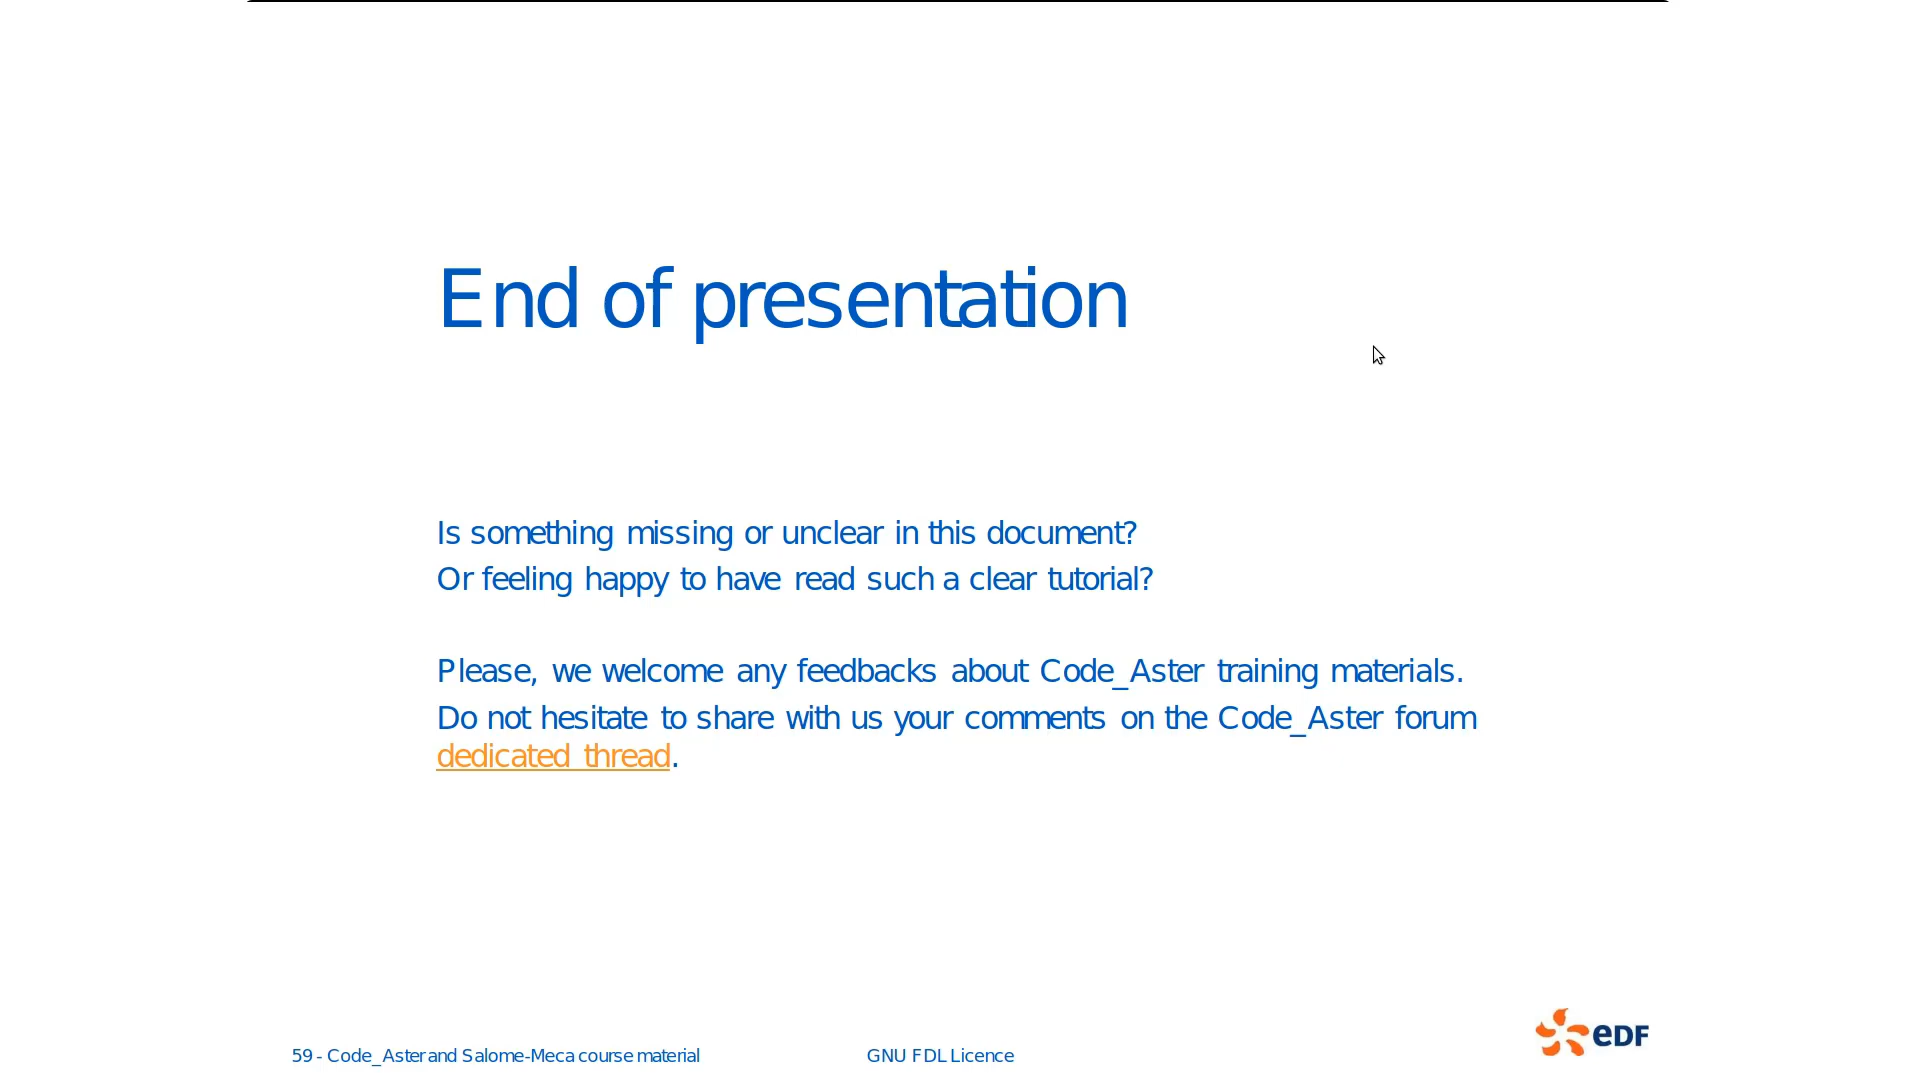 End of presentation
Is something missing or unclear in this document?
Or feeling happy to have read such a clear tutorial?
Please, we welcome any feedbacks about Code_Aster training materials.
Do not hesitate to share with us your comments on the Code_Aster forum
dedicated thread.
59 - Code_Aster and Salome-Meca course material
GNU FDL Licence
eDF